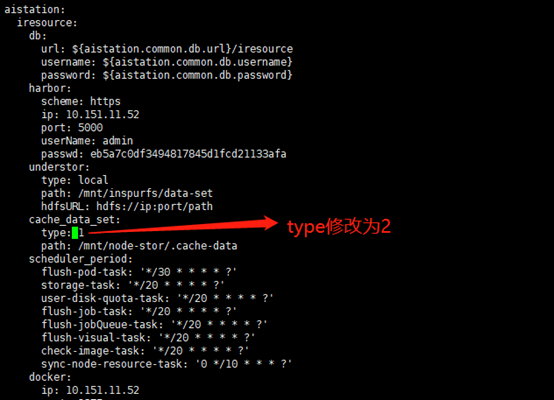 aistation:
  iresource:
    db:
      url: ${aistation.common.db.url}/iresource
      username: ${aistation.common.db.username}
      password: ${aistation.common.db.password}
    harbor:
      scheme: https
      ip: 10.151.11.52
      port: 5000
      userName: admin
      passwd: eb5a7c0df3494817845d1fcd21133afa
    understor:
      type: local
      path: /mnt/inspurfs/data-set
      hdfsURL: hdfs://ip:port/path
    cache_data_set:
      type: 1
type修改为2
      path: /mnt/node-stor/.cache-data
    scheduler_period:
      flush-pod-task: '*/30 * * * * ?'
      storage-task: '*/20 * * * * ?'
      user-disk-quota-task: '*/20 * * * * ?'
      flush-job-task: '*/20 * * * * ?'
      flush-jobQueue-task: '*/20 * * * * ?'
      flush-visual-task: '*/20 * * * * ?'
      check-image-task: '*/20 * * * * ?'
      sync-node-resource-task: '0 */10 * * * ?'
    docker:
      ip: 10.151.11.52